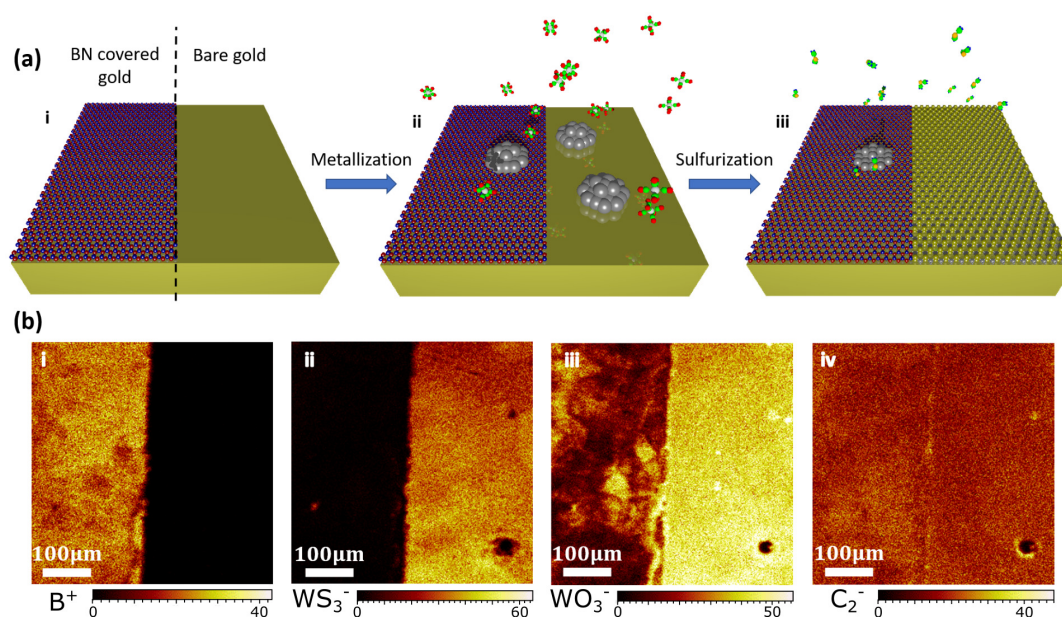 (a)
BN covered gold
Bare gold
i
Metallization
ii
Sulfurization
iii
(b)
i
100μm
B⁺
0
40
ii
100μm
WS₃⁻
0
60
iii
100μm
WO₃⁻
0
50
iv
100μm
C₂⁻
0
40